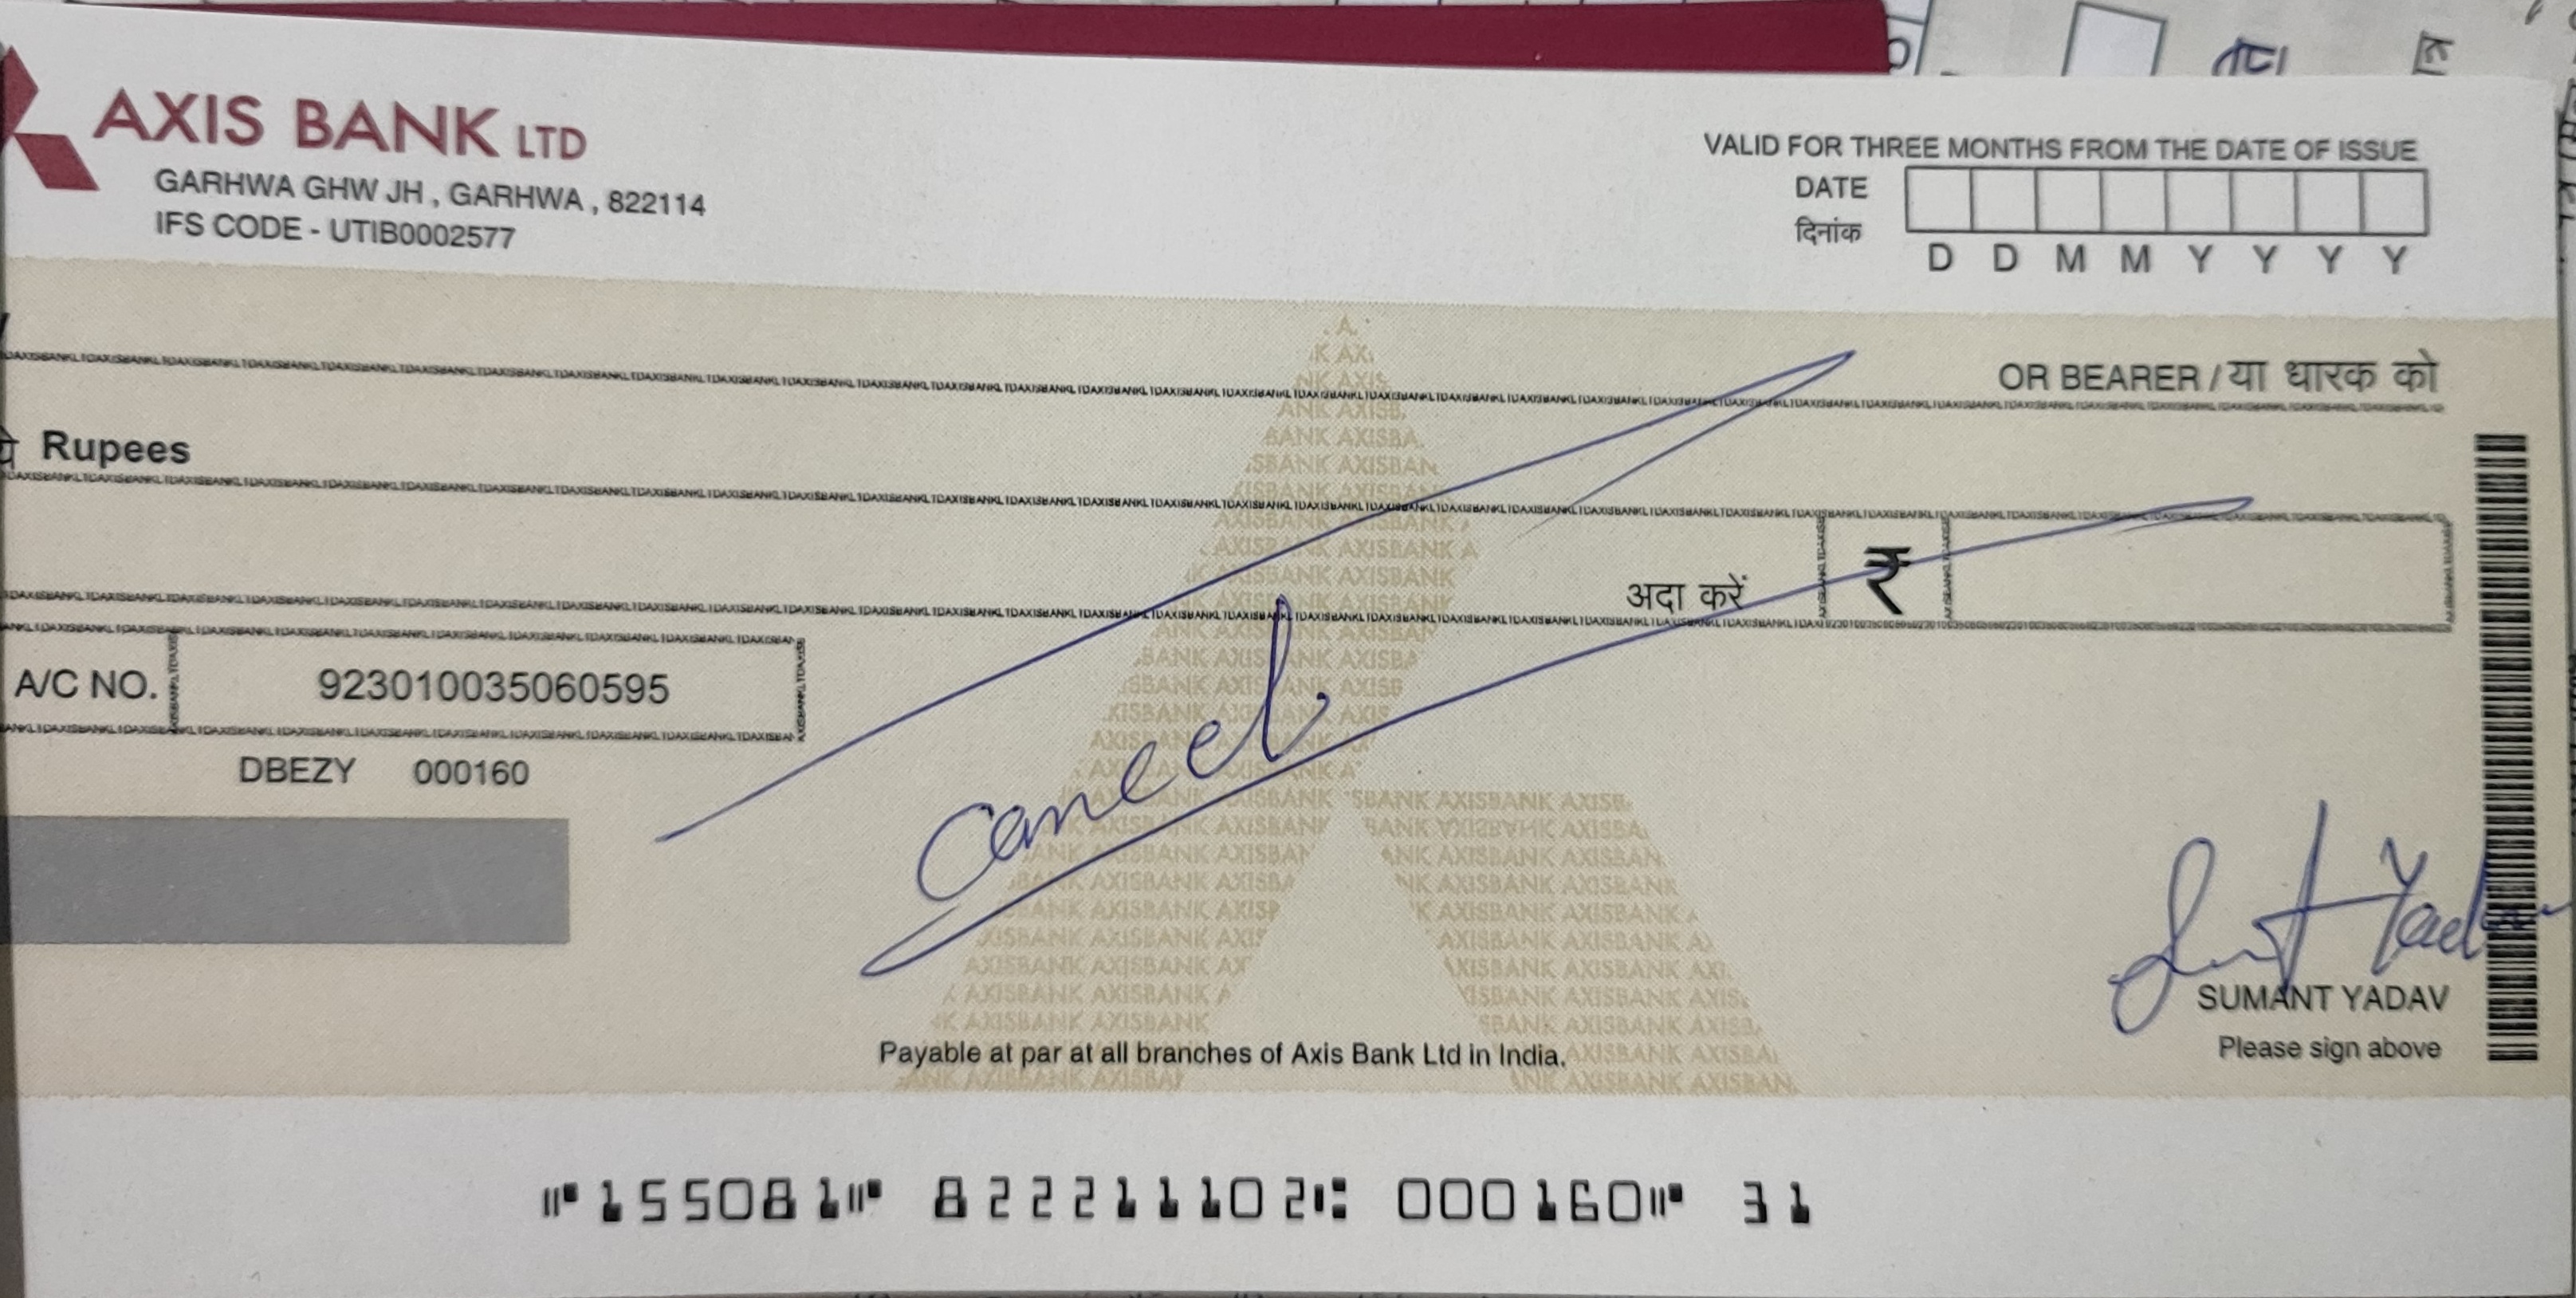 AXIS BANK LTD
GARHWA GHW JH , GARHWA , 822114
IFS CODE - UTIB0002577
VALID FOR THREE MONTHS FROM THE DATE OF ISSUE
DATE
दिनांक
D D M M Y Y Y Y
OR BEARER / या धारक को
Rupees
अदा करें ₹
A/C NO. 923010035060595
DBEZY 000160
cancel
Sumant Yadav
SUMANT YADAV
Please sign above
Payable at par at all branches of Axis Bank Ltd in India.
⑈155081⑈ 822211102⑆ 000160⑈ 31